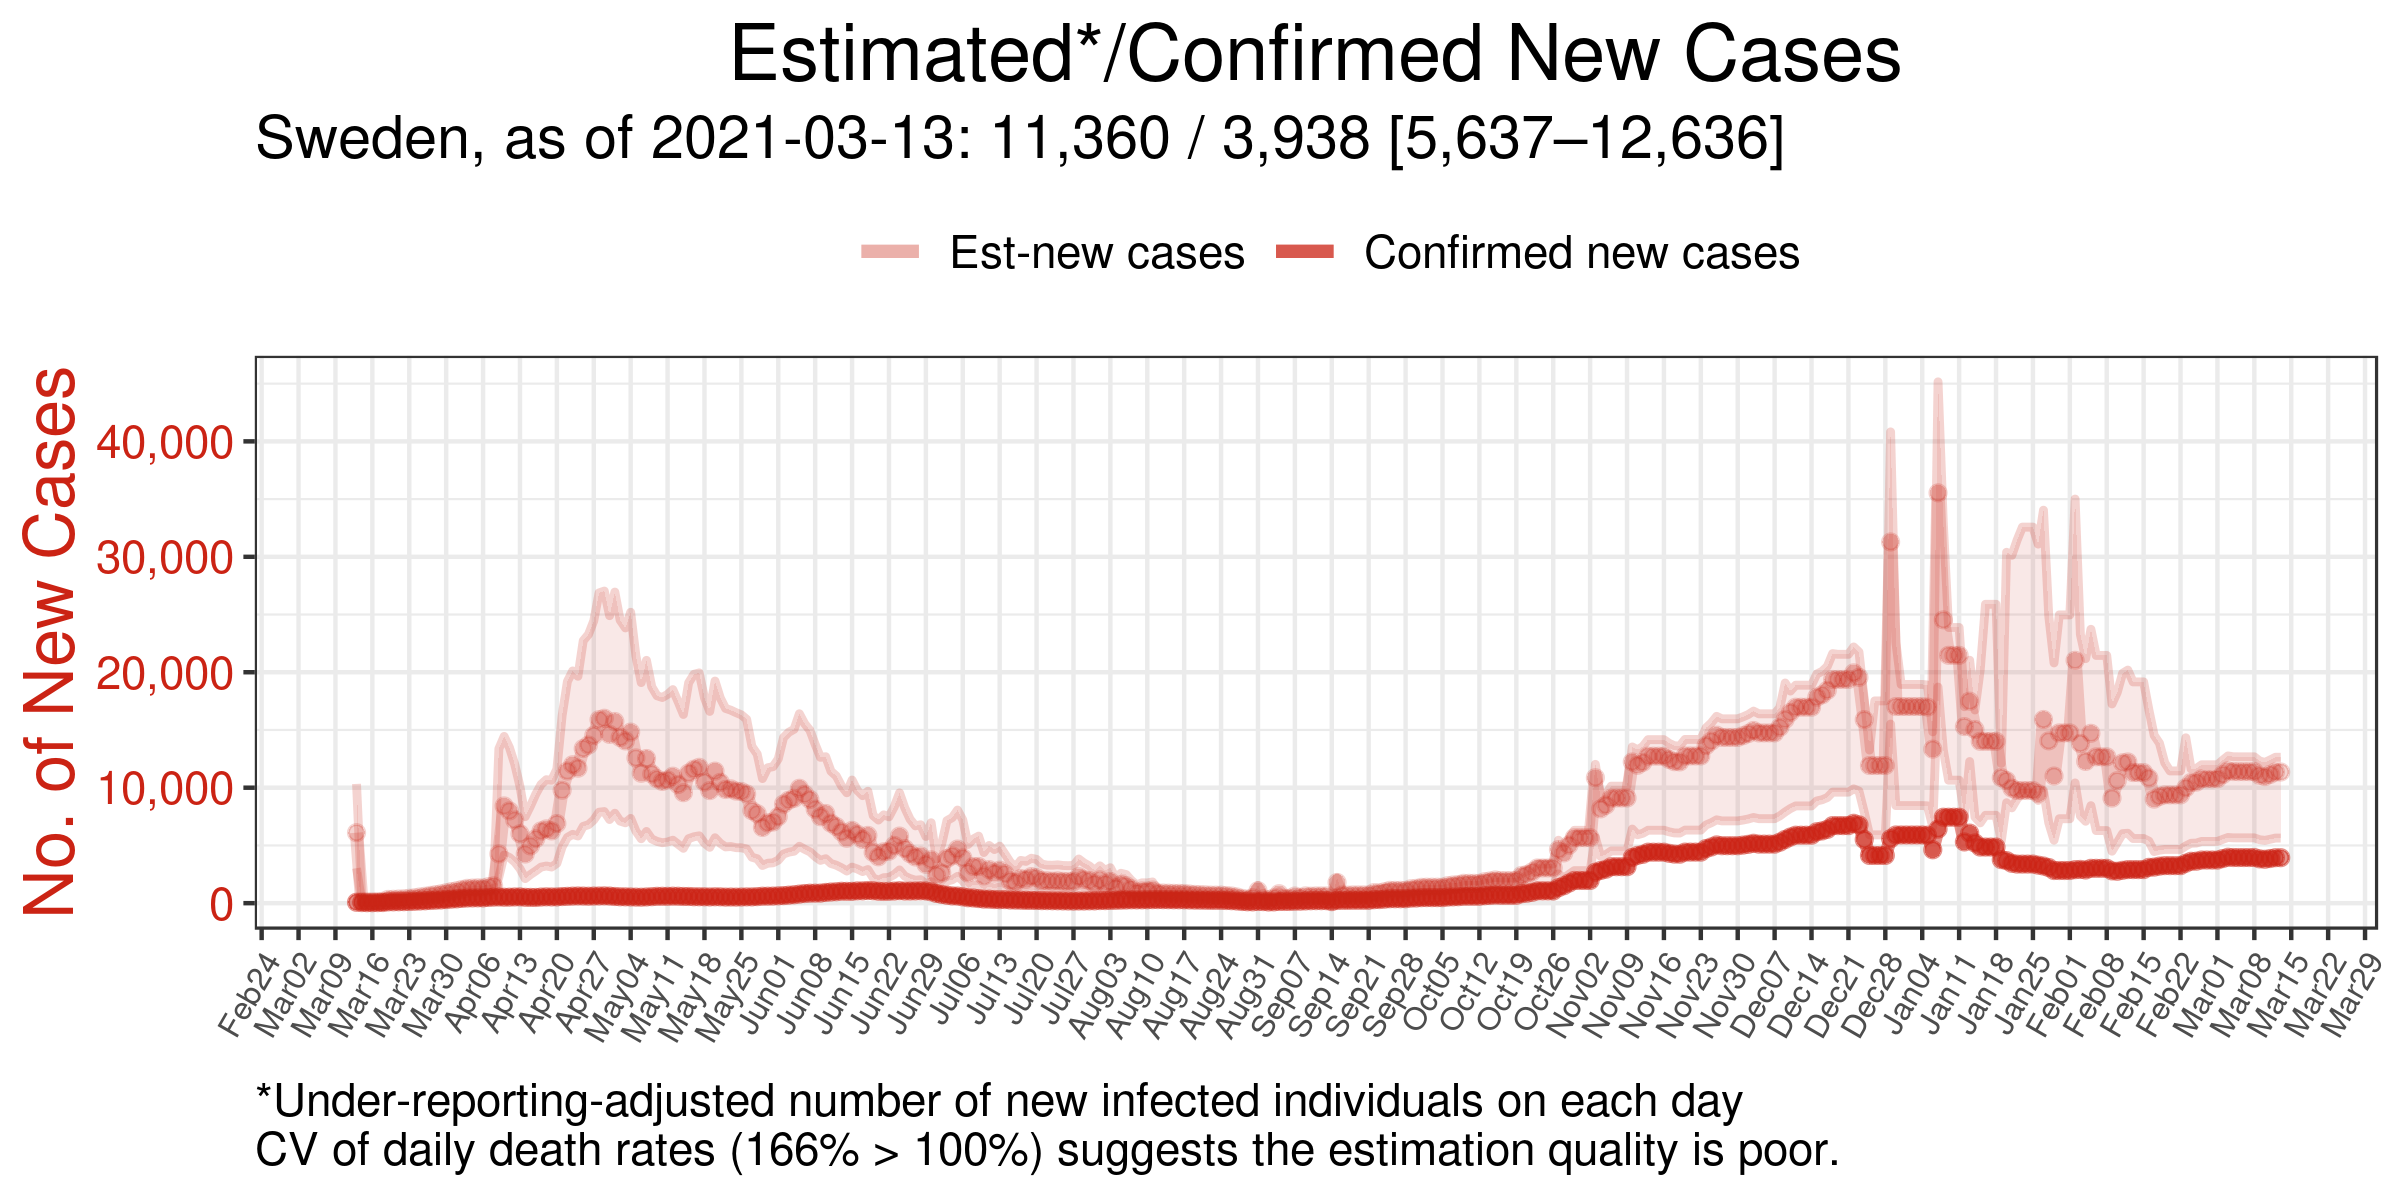 Estimated*/Confirmed New Cases
Sweden, as of 2021-03-13: 11,360 / 3,938 [5,637–12,636]
Est-new cases
Confirmed new cases
No. of New Cases
40,000
30,000
20,000
10,000
0
Feb24
Mar02
Mar09
Mar16
Mar23
Mar30
Apr06
Apr13
Apr20
Apr27
May04
May11
May18
May25
Jun01
Jun08
Jun15
Jun22
Jun29
Jul06
Jul13
Jul20
Jul27
Aug03
Aug10
Aug17
Aug24
Aug31
Sep07
Sep14
Sep21
Sep28
Oct05
Oct12
Oct19
Oct26
Nov02
Nov09
Nov16
Nov23
Nov30
Dec07
Dec14
Dec21
Dec28
Jan04
Jan11
Jan18
Jan25
Feb01
Feb08
Feb15
Feb22
Mar01
Mar08
Mar15
Mar22
Mar29
*Under-reporting-adjusted number of new infected individuals on each day
CV of daily death rates (166% > 100%) suggests the estimation quality is poor.